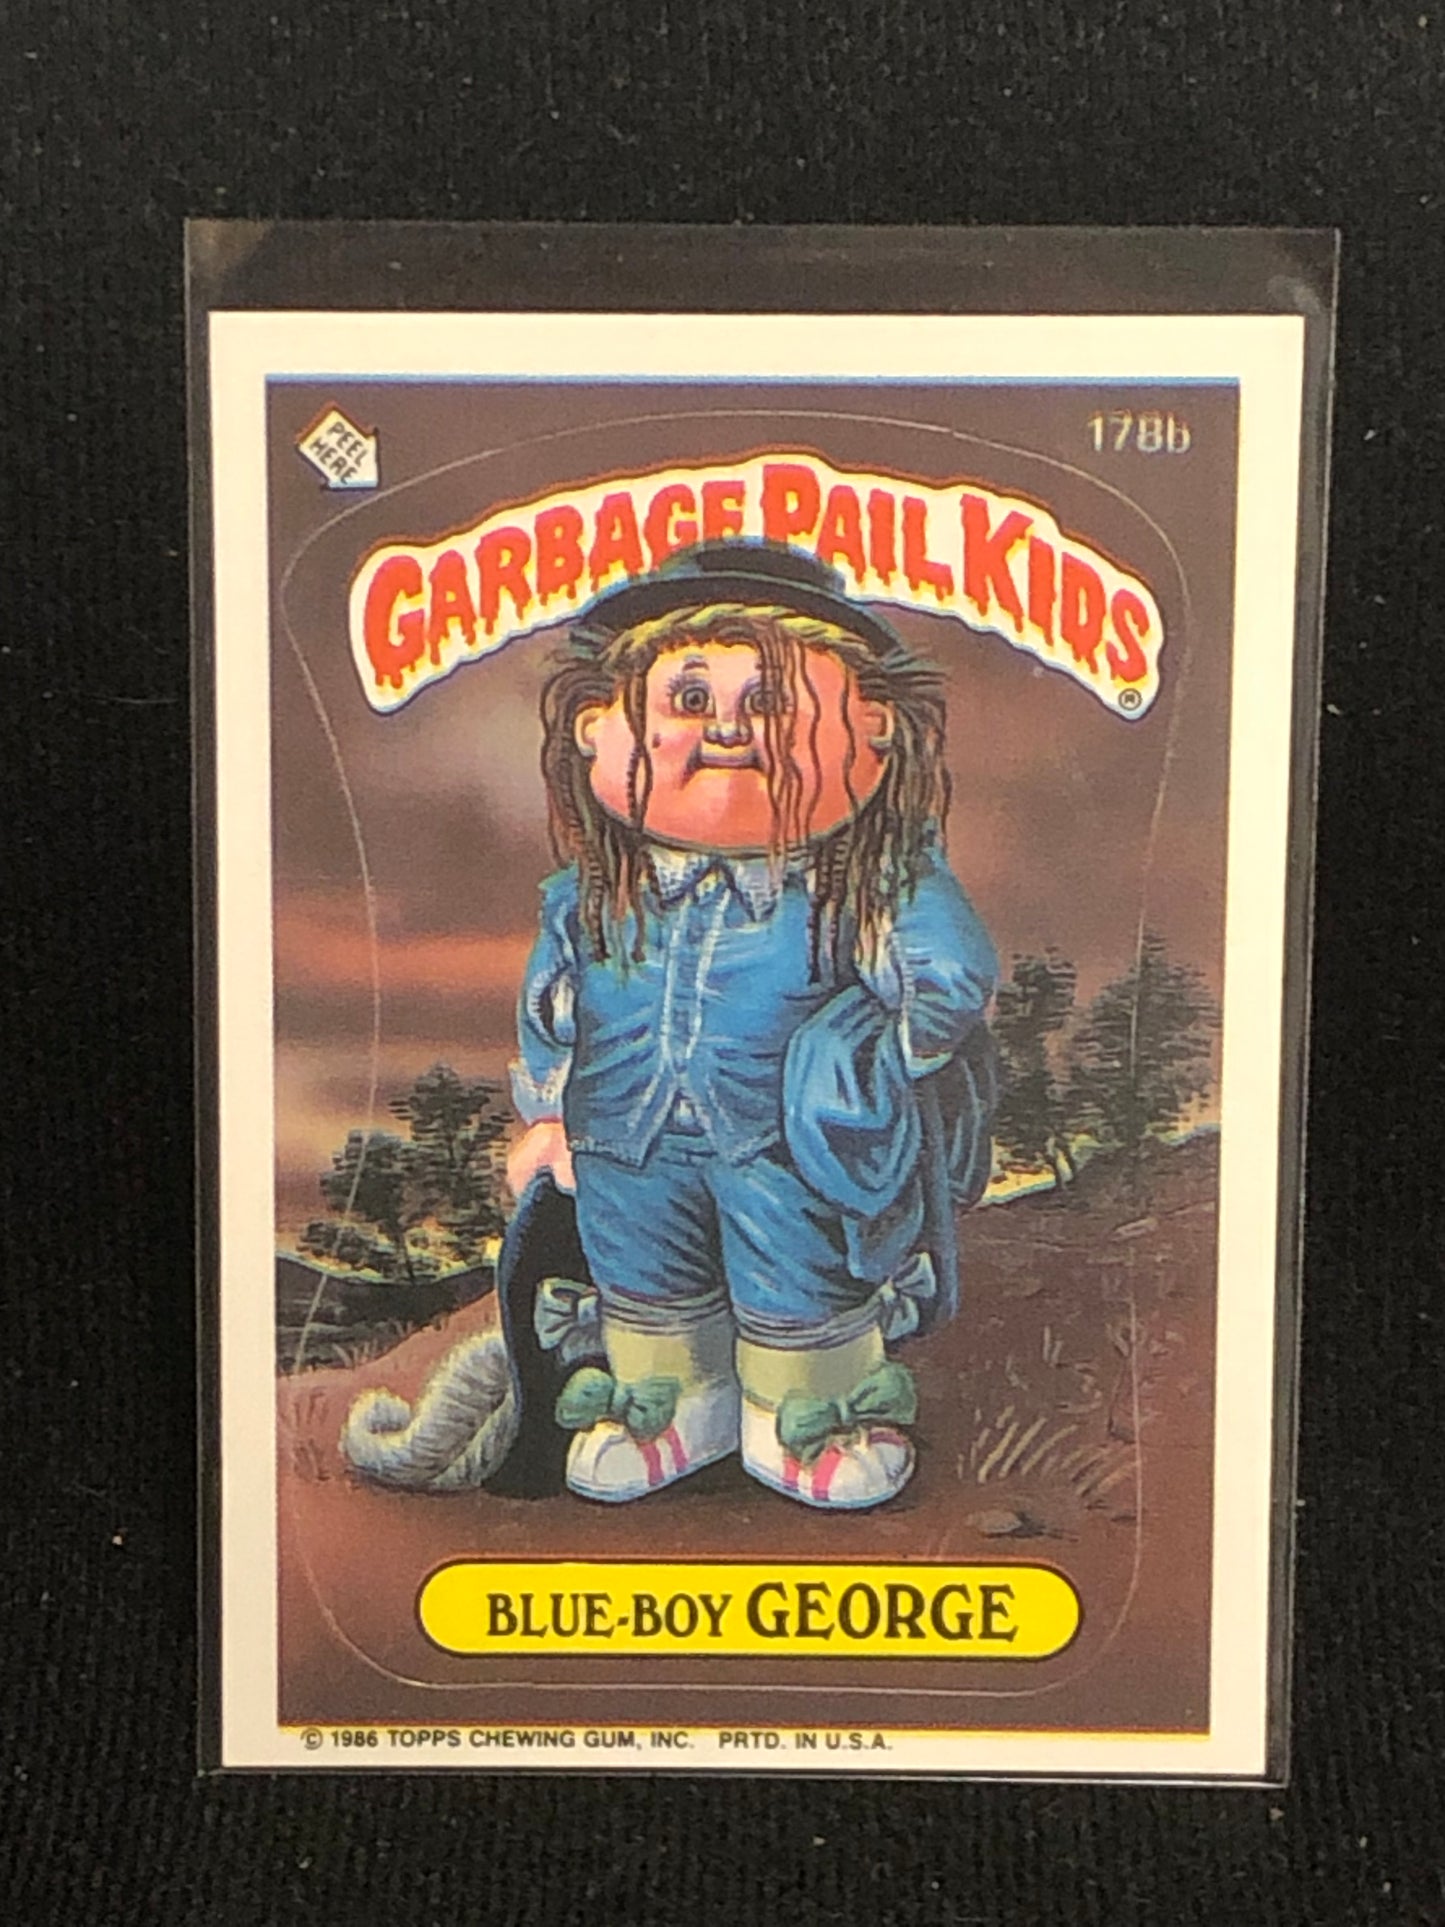 PEEL
HERE
178b
GARBAGE PAIL KIDS
®
BLUE-BOY GEORGE
© 1986 TOPPS CHEWING GUM, INC. PRTD. IN U.S.A.